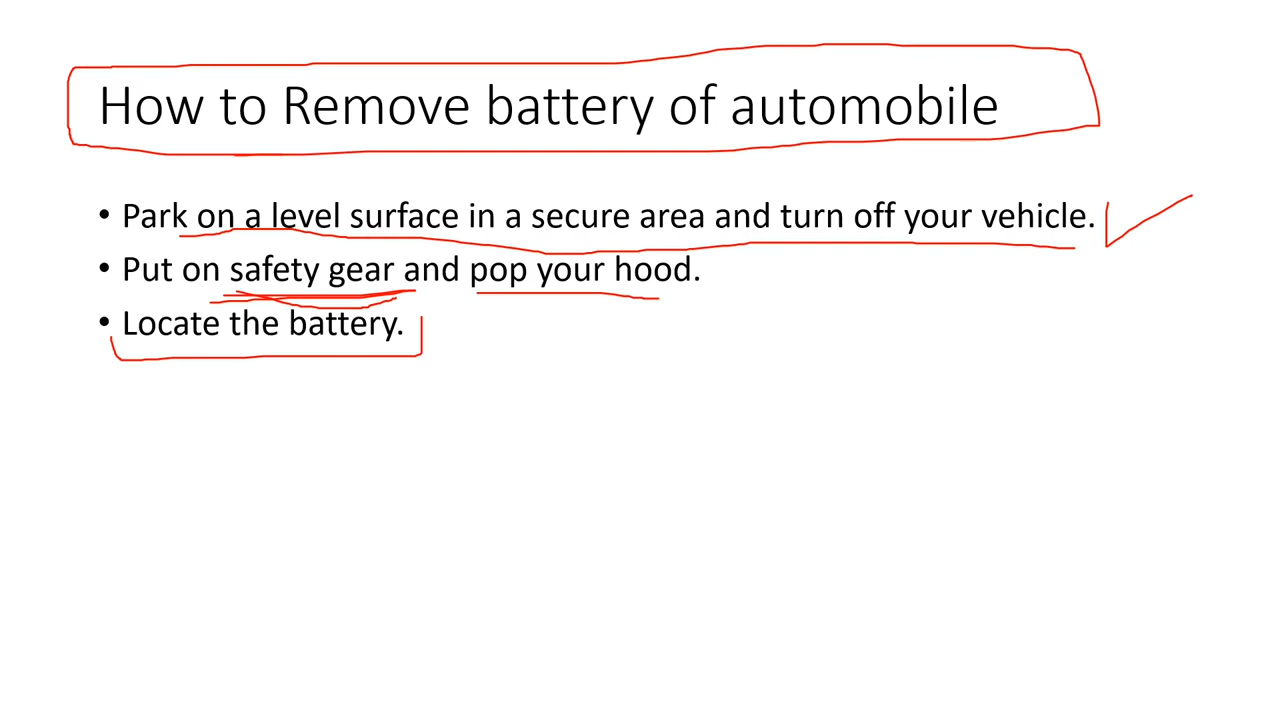 How to Remove battery of automobile
• Park on a level surface in a secure area and turn off your vehicle.
• Put on safety gear and pop your hood.
• Locate the battery.